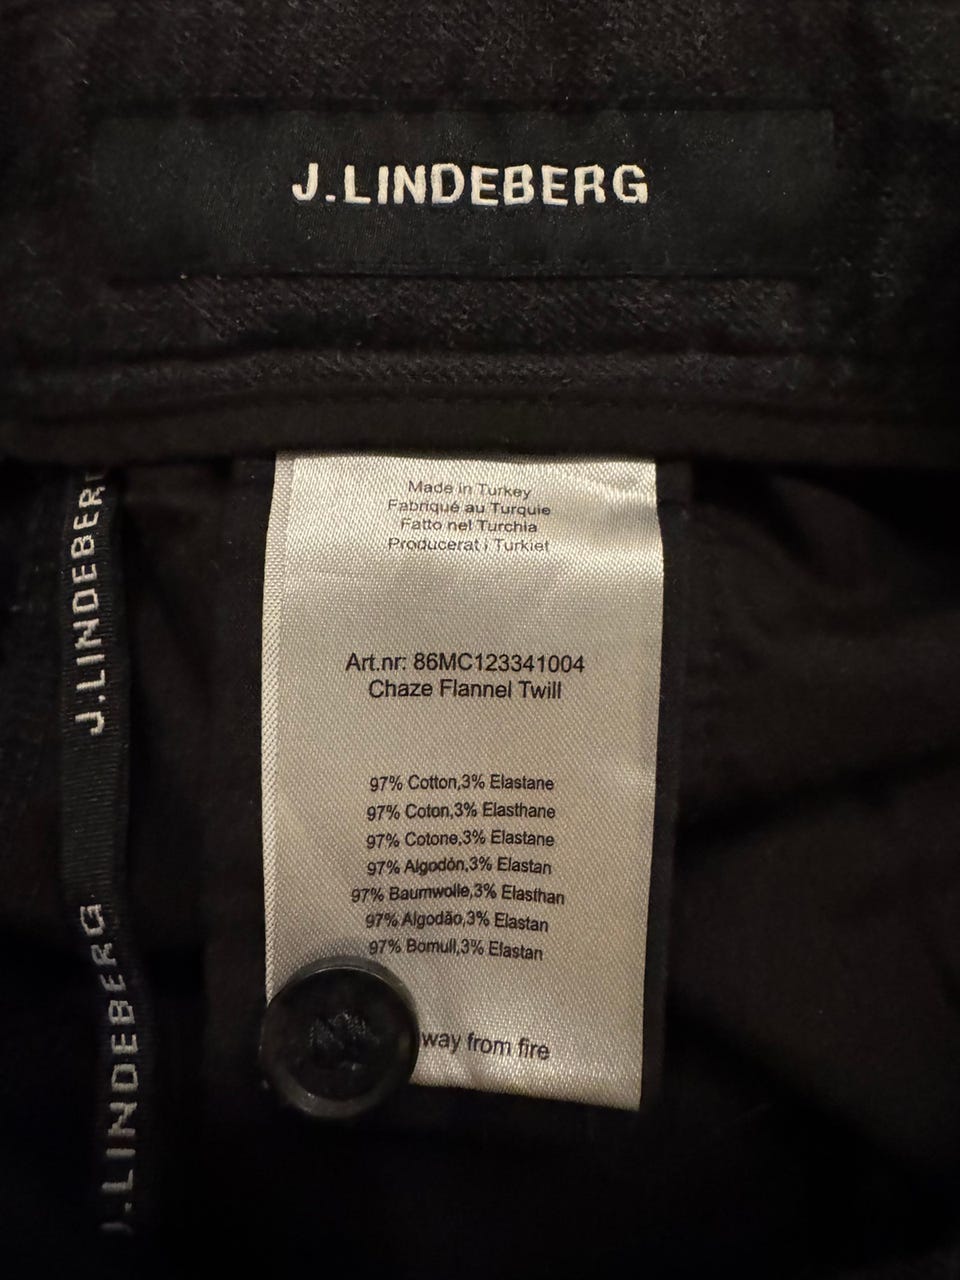 J.LINDEBERG
Made in Turkey
Fabriqué au Turquie
Fatto nel Turchia
Producerat i Turkiet
Art.nr: 86MC123341004
Chaze Flannel Twill
97% Cotton,3% Elastane
97% Coton,3% Elasthane
97% Cotone,3% Elastane
97% Algodón,3% Elastan
97% Baumwolle,3% Elasthan
97% Algodão,3% Elastan
97% Bomull,3% Elastan
way from fire
J.LINDEBERG
J.LINDEBERG